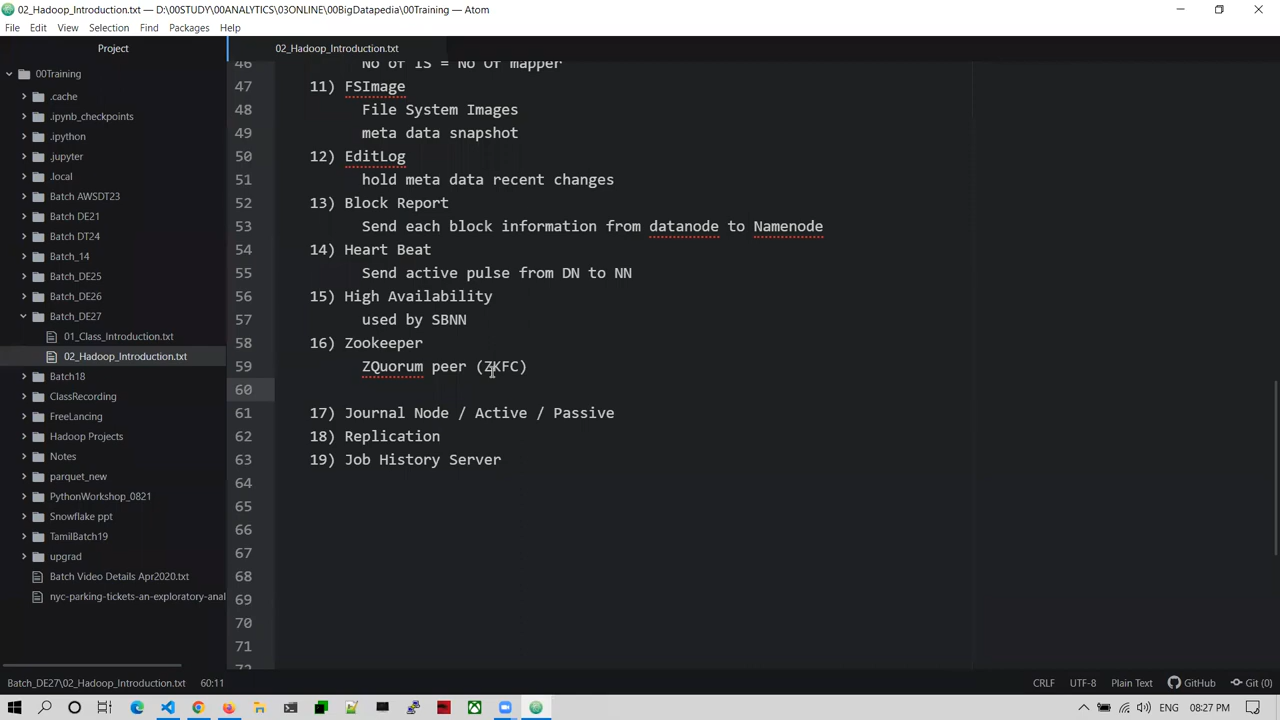 02_Hadoop_Introduction.txt — D:\00STUDY\00ANALYTICS\03ONLINE\00BigDatapedia\00Training — Atom
File Edit View Selection Find Packages Help
Project
02_Hadoop_Introduction.txt
00Training
.cache
.ipynb_checkpoints
.ipython
.jupyter
.local
Batch AWSDT23
Batch DE21
Batch DT24
Batch_14
Batch_DE25
Batch_DE26
Batch_DE27
01_Class_Introduction.txt
02_Hadoop_Introduction.txt
Batch18
ClassRecording
FreeLancing
Hadoop Projects
Notes
parquet_new
PythonWorkshop_0821
Snowflake ppt
TamilBatch19
upgrad
Batch Video Details Apr2020.txt
nyc-parking-tickets-an-exploratory-anal
46 No of IS = No Of mapper
47 11) FSImage
48 File System Images
49 meta data snapshot
50 12) EditLog
51 hold meta data recent changes
52 13) Block Report
53 Send each block information from datanode to Namenode
54 14) Heart Beat
55 Send active pulse from DN to NN
56 15) High Availability
57 used by SBNN
58 16) Zookeeper
59 ZQuorum peer (ZKFC)
60
61 17) Journal Node / Active / Passive
62 18) Replication
63 19) Job History Server
64
65
66
67
68
69
70
71
72
Batch_DE27\02_Hadoop_Introduction.txt 60:11 CRLF UTF-8 Plain Text GitHub Git (0)
ENG 08:27 PM